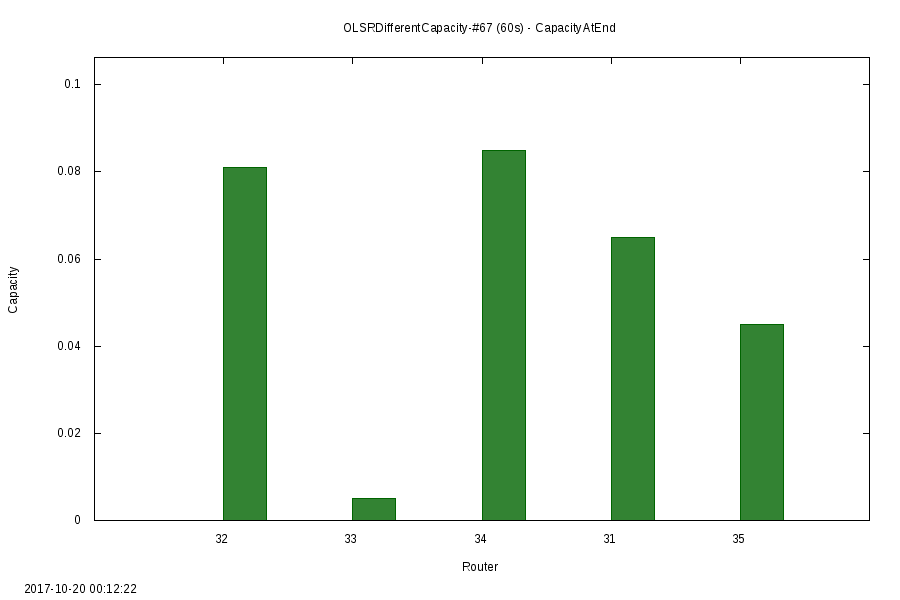 OLSRDifferentCapacity-#67 (60s) - CapacityAtEnd
0.1
0.08
0.06
0.04
0.02
0
Capacity
32 33 34 31 35
Router
2017-10-20 00:12:22